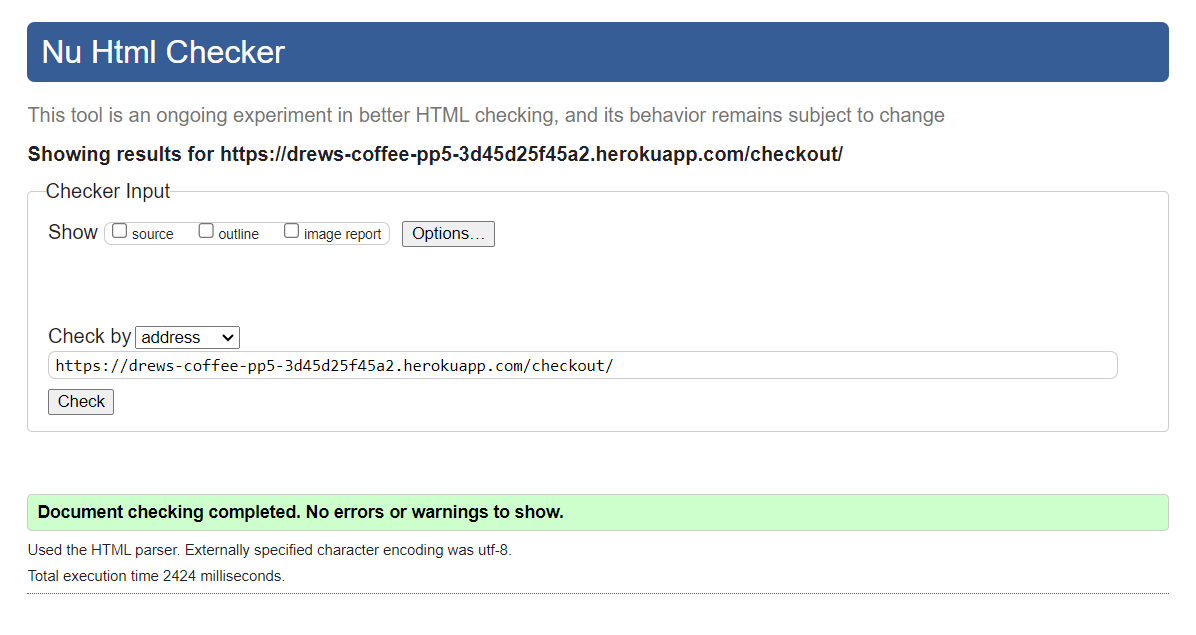 Nu Html Checker
This tool is an ongoing experiment in better HTML checking, and its behavior remains subject to change
Showing results for https://drews-coffee-pp5-3d45d25f45a2.herokuapp.com/checkout/
Checker Input
Show source outline image report Options...
Check by address
https://drews-coffee-pp5-3d45d25f45a2.herokuapp.com/checkout/
Check
Document checking completed. No errors or warnings to show.
Used the HTML parser. Externally specified character encoding was utf-8.
Total execution time 2424 milliseconds.